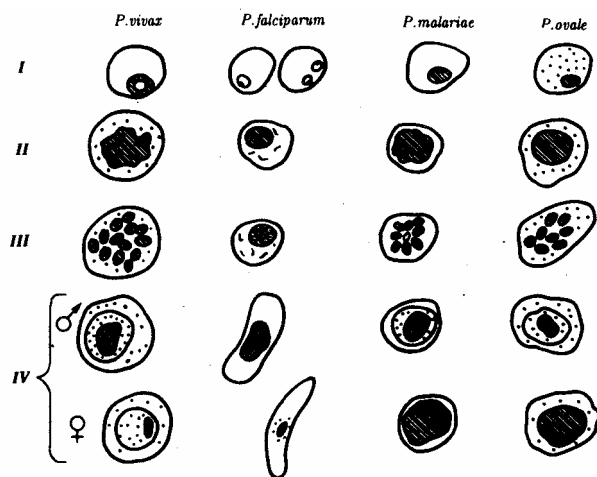 P.vivax P.falciparum P.malariae P.ovale
I
II
III
♂
IV
♀